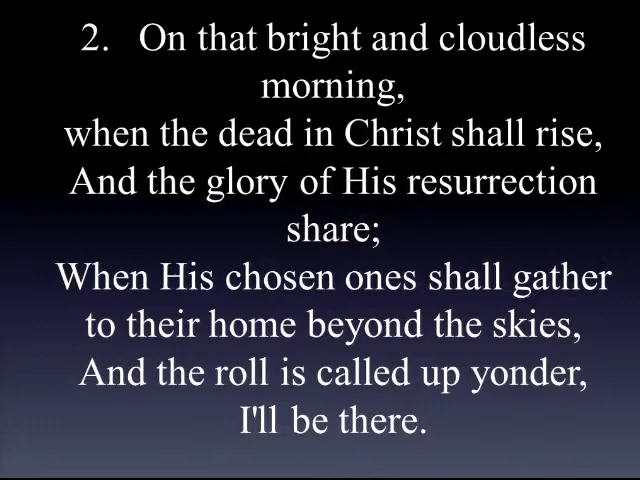 2. On that bright and cloudless
morning,
when the dead in Christ shall rise,
And the glory of His resurrection
share;
When His chosen ones shall gather
to their home beyond the skies,
And the roll is called up yonder,
I'll be there.